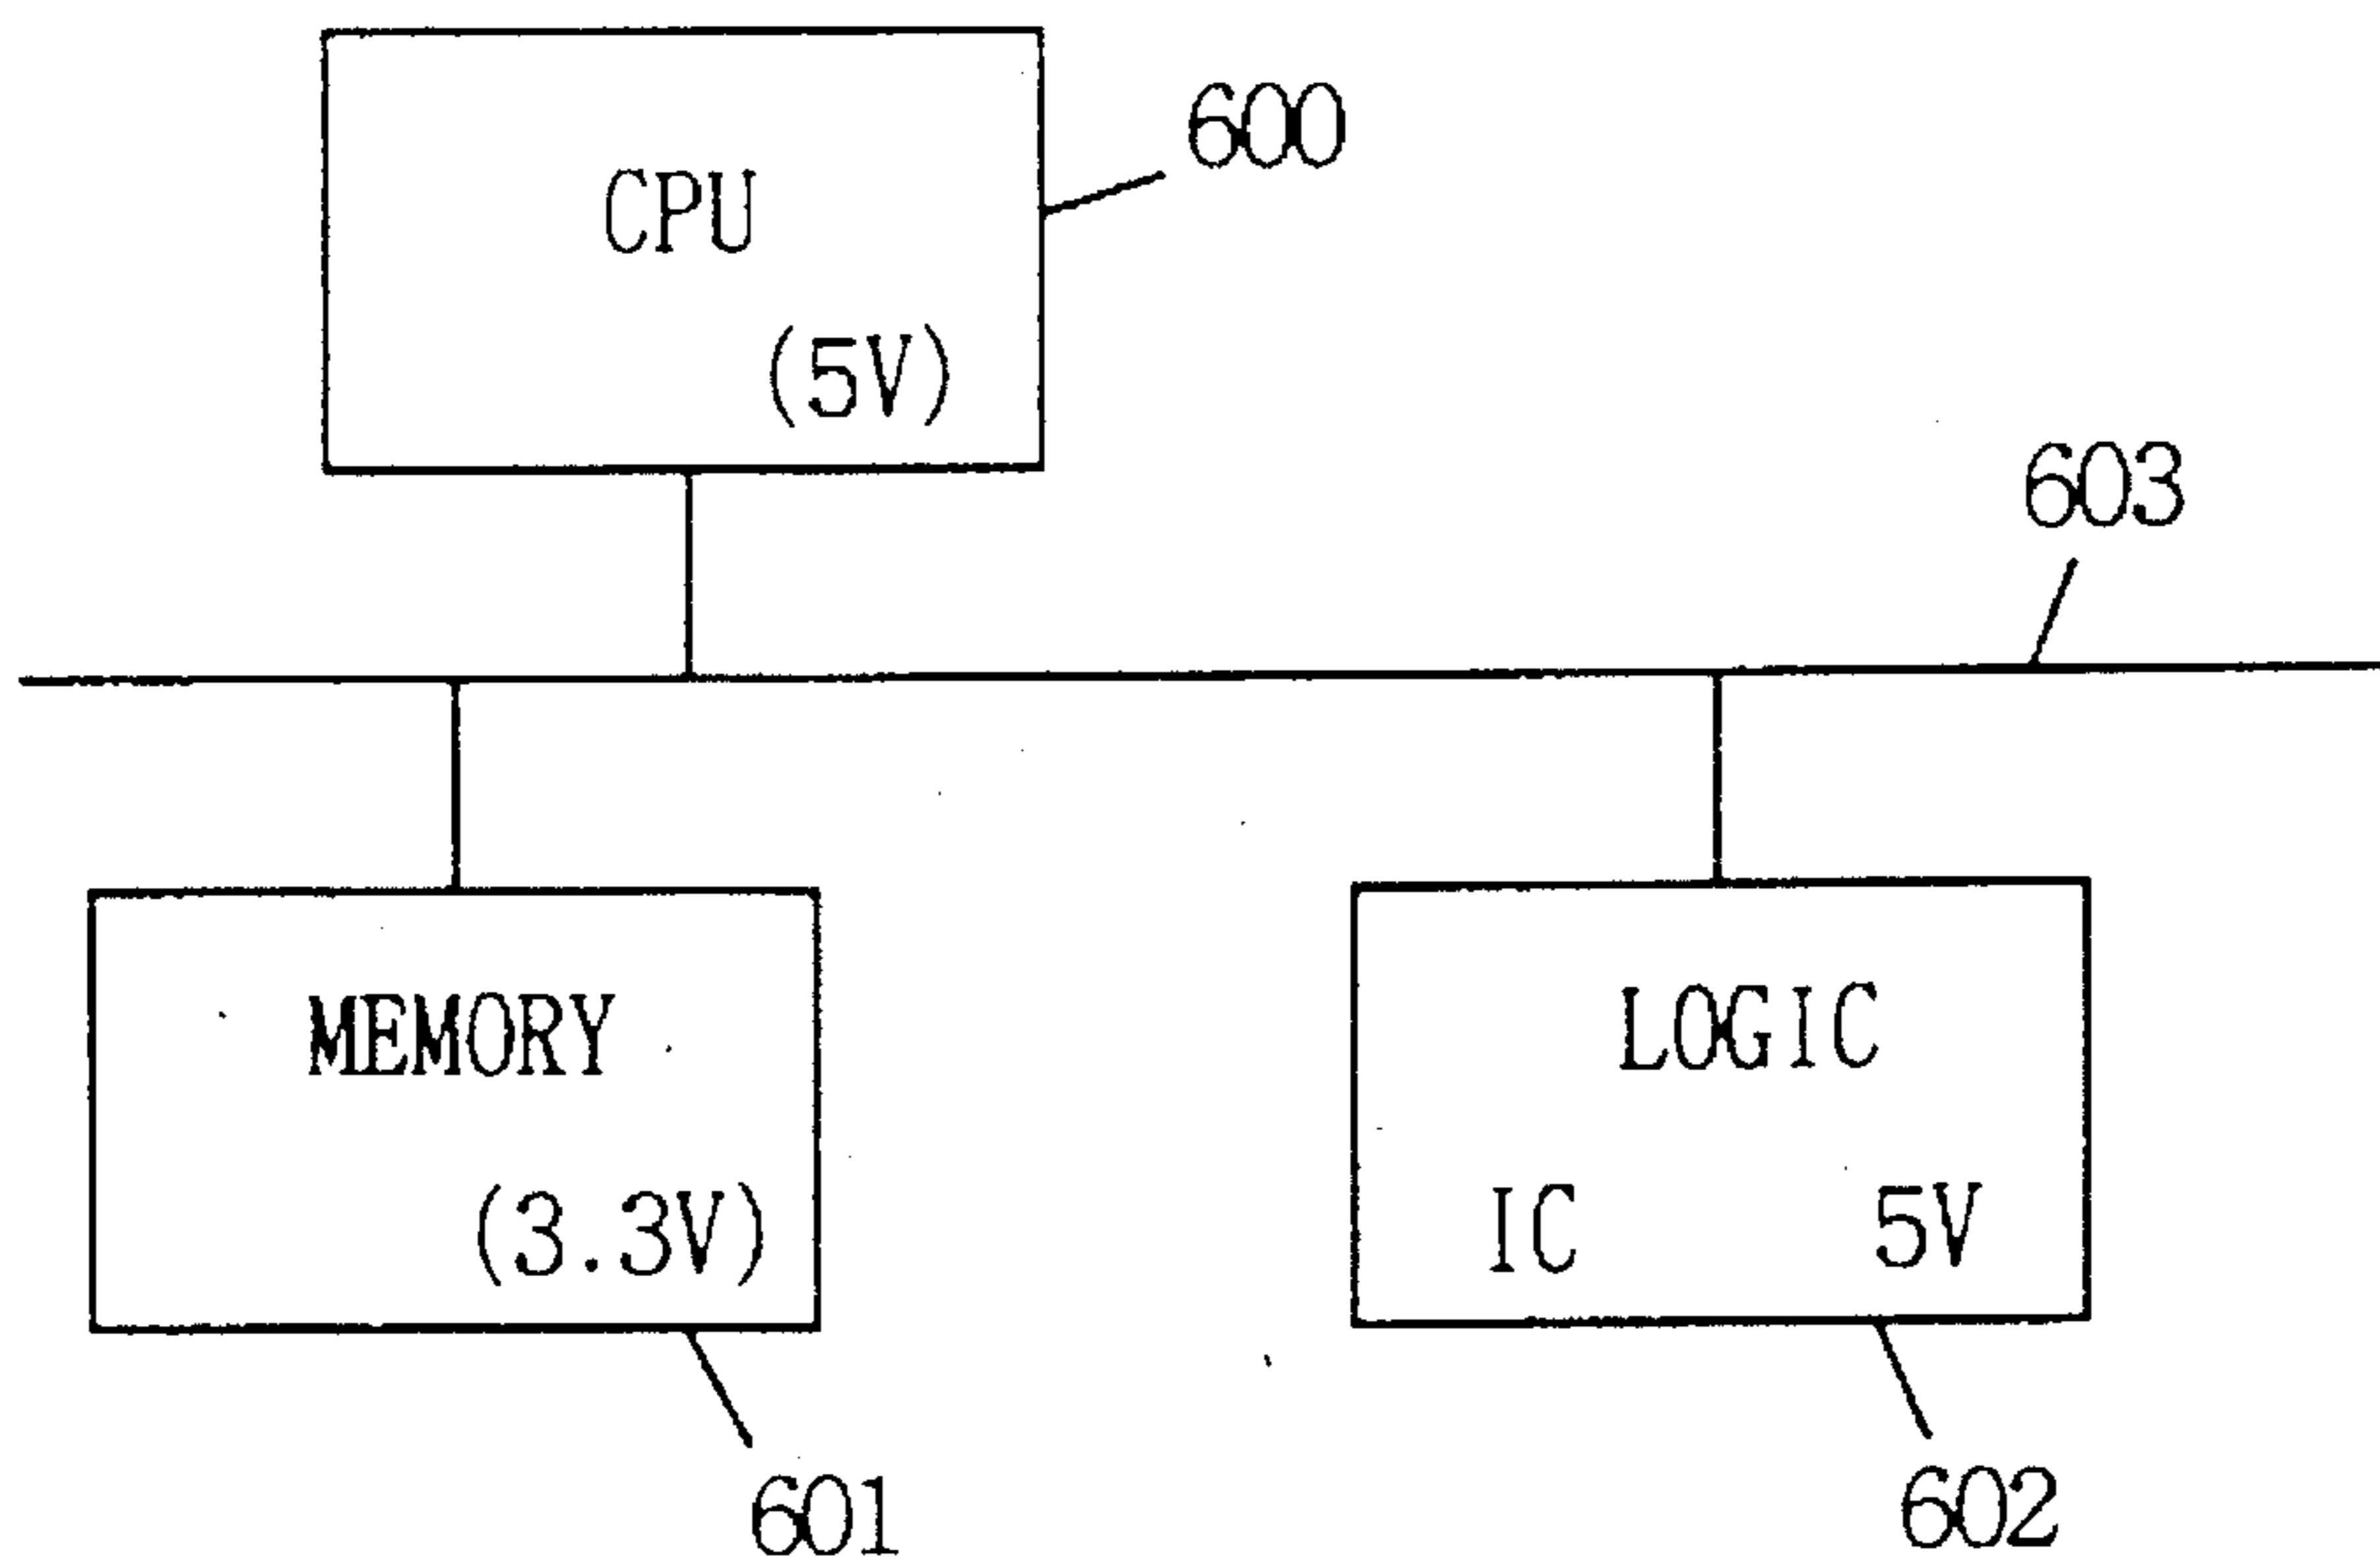 CPU
(5V)
600
603
MEMORY
(3.3V)
601
LOGIC
IC 5V
602